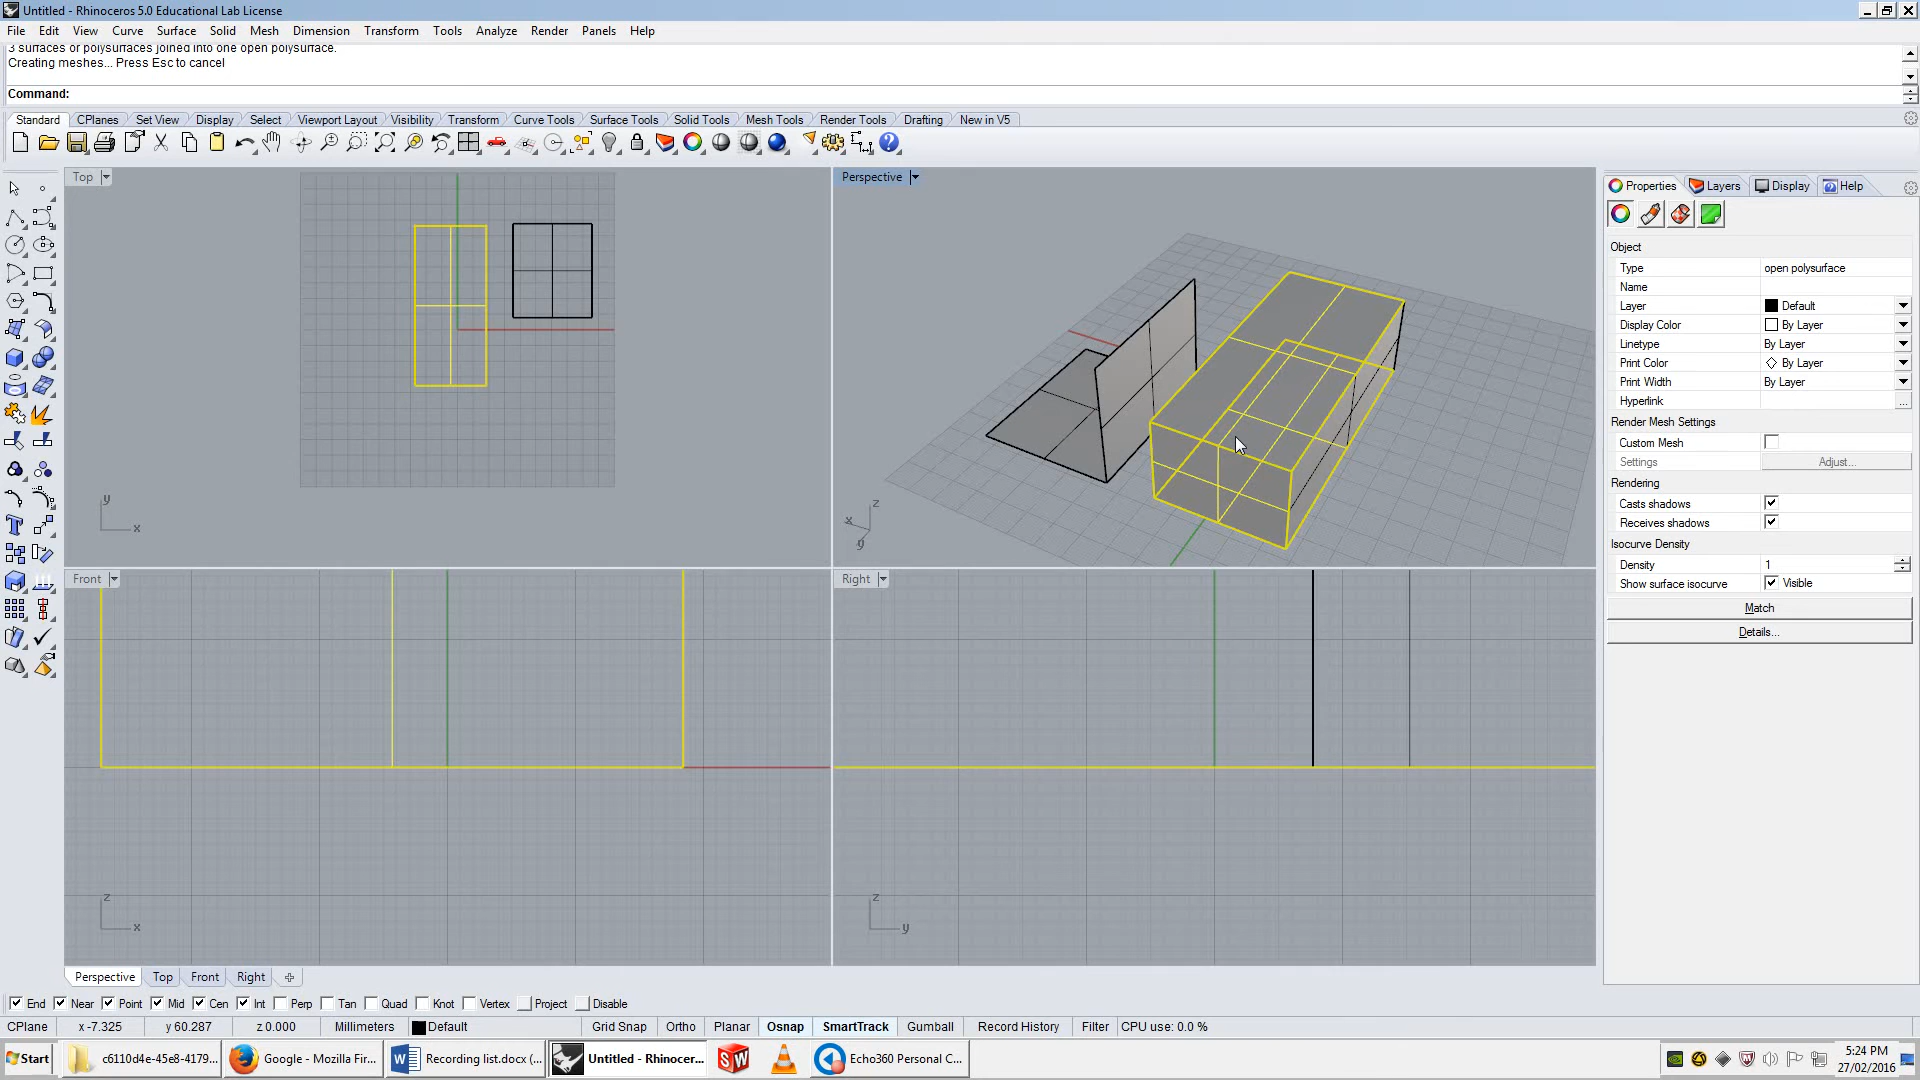 Untitled - Rhinoceros 5.0 Educational Lab License
File Edit View Curve Surface Solid Mesh Dimension Transform Tools Analyze Render Panels Help
3 surfaces or polysurfaces joined into one open polysurface.
Creating meshes... Press Esc to cancel
Command:
Standard CPlanes Set View Display Select Viewport Layout Visibility Transform Curve Tools Surface Tools Solid Tools Mesh Tools Render Tools Drafting New in V5
Top
Perspective
Properties Layers Display Help
Object
Type open polysurface
Name
Layer Default
Display Color By Layer
Linetype By Layer
Print Color By Layer
Print Width By Layer
Hyperlink ...
Render Mesh Settings
Custom Mesh
Settings Adjust...
Rendering
Casts shadows
Receives shadows
Isocurve Density
Density 1
Show surface isocurve Visible
Match
Details...
y
x
z
x
y
Front
Right
z
x
z
y
Perspective Top Front Right
End Near Point Mid Cen Int Perp Tan Quad Knot Vertex Project Disable
CPlane x -7.325 y 60.287 z 0.000 Millimeters Default Grid Snap Ortho Planar Osnap SmartTrack Gumball Record History Filter CPU use: 0.0 %
Start c6110d4e-45e8-4179... Google - Mozilla Fir... W Recording list.docx (... Untitled - Rhinocer... SW Echo360 Personal C...
5:24 PM
27/02/2016